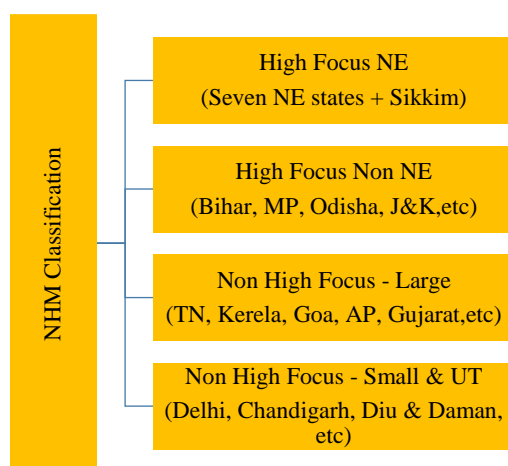 NHM Classification
High Focus NE
(Seven NE states + Sikkim)
High Focus Non NE
(Bihar, MP, Odisha, J&K,etc)
Non High Focus - Large
(TN, Kerela, Goa, AP, Gujarat,etc)
Non High Focus - Small & UT
(Delhi, Chandigarh, Diu & Daman,
etc)